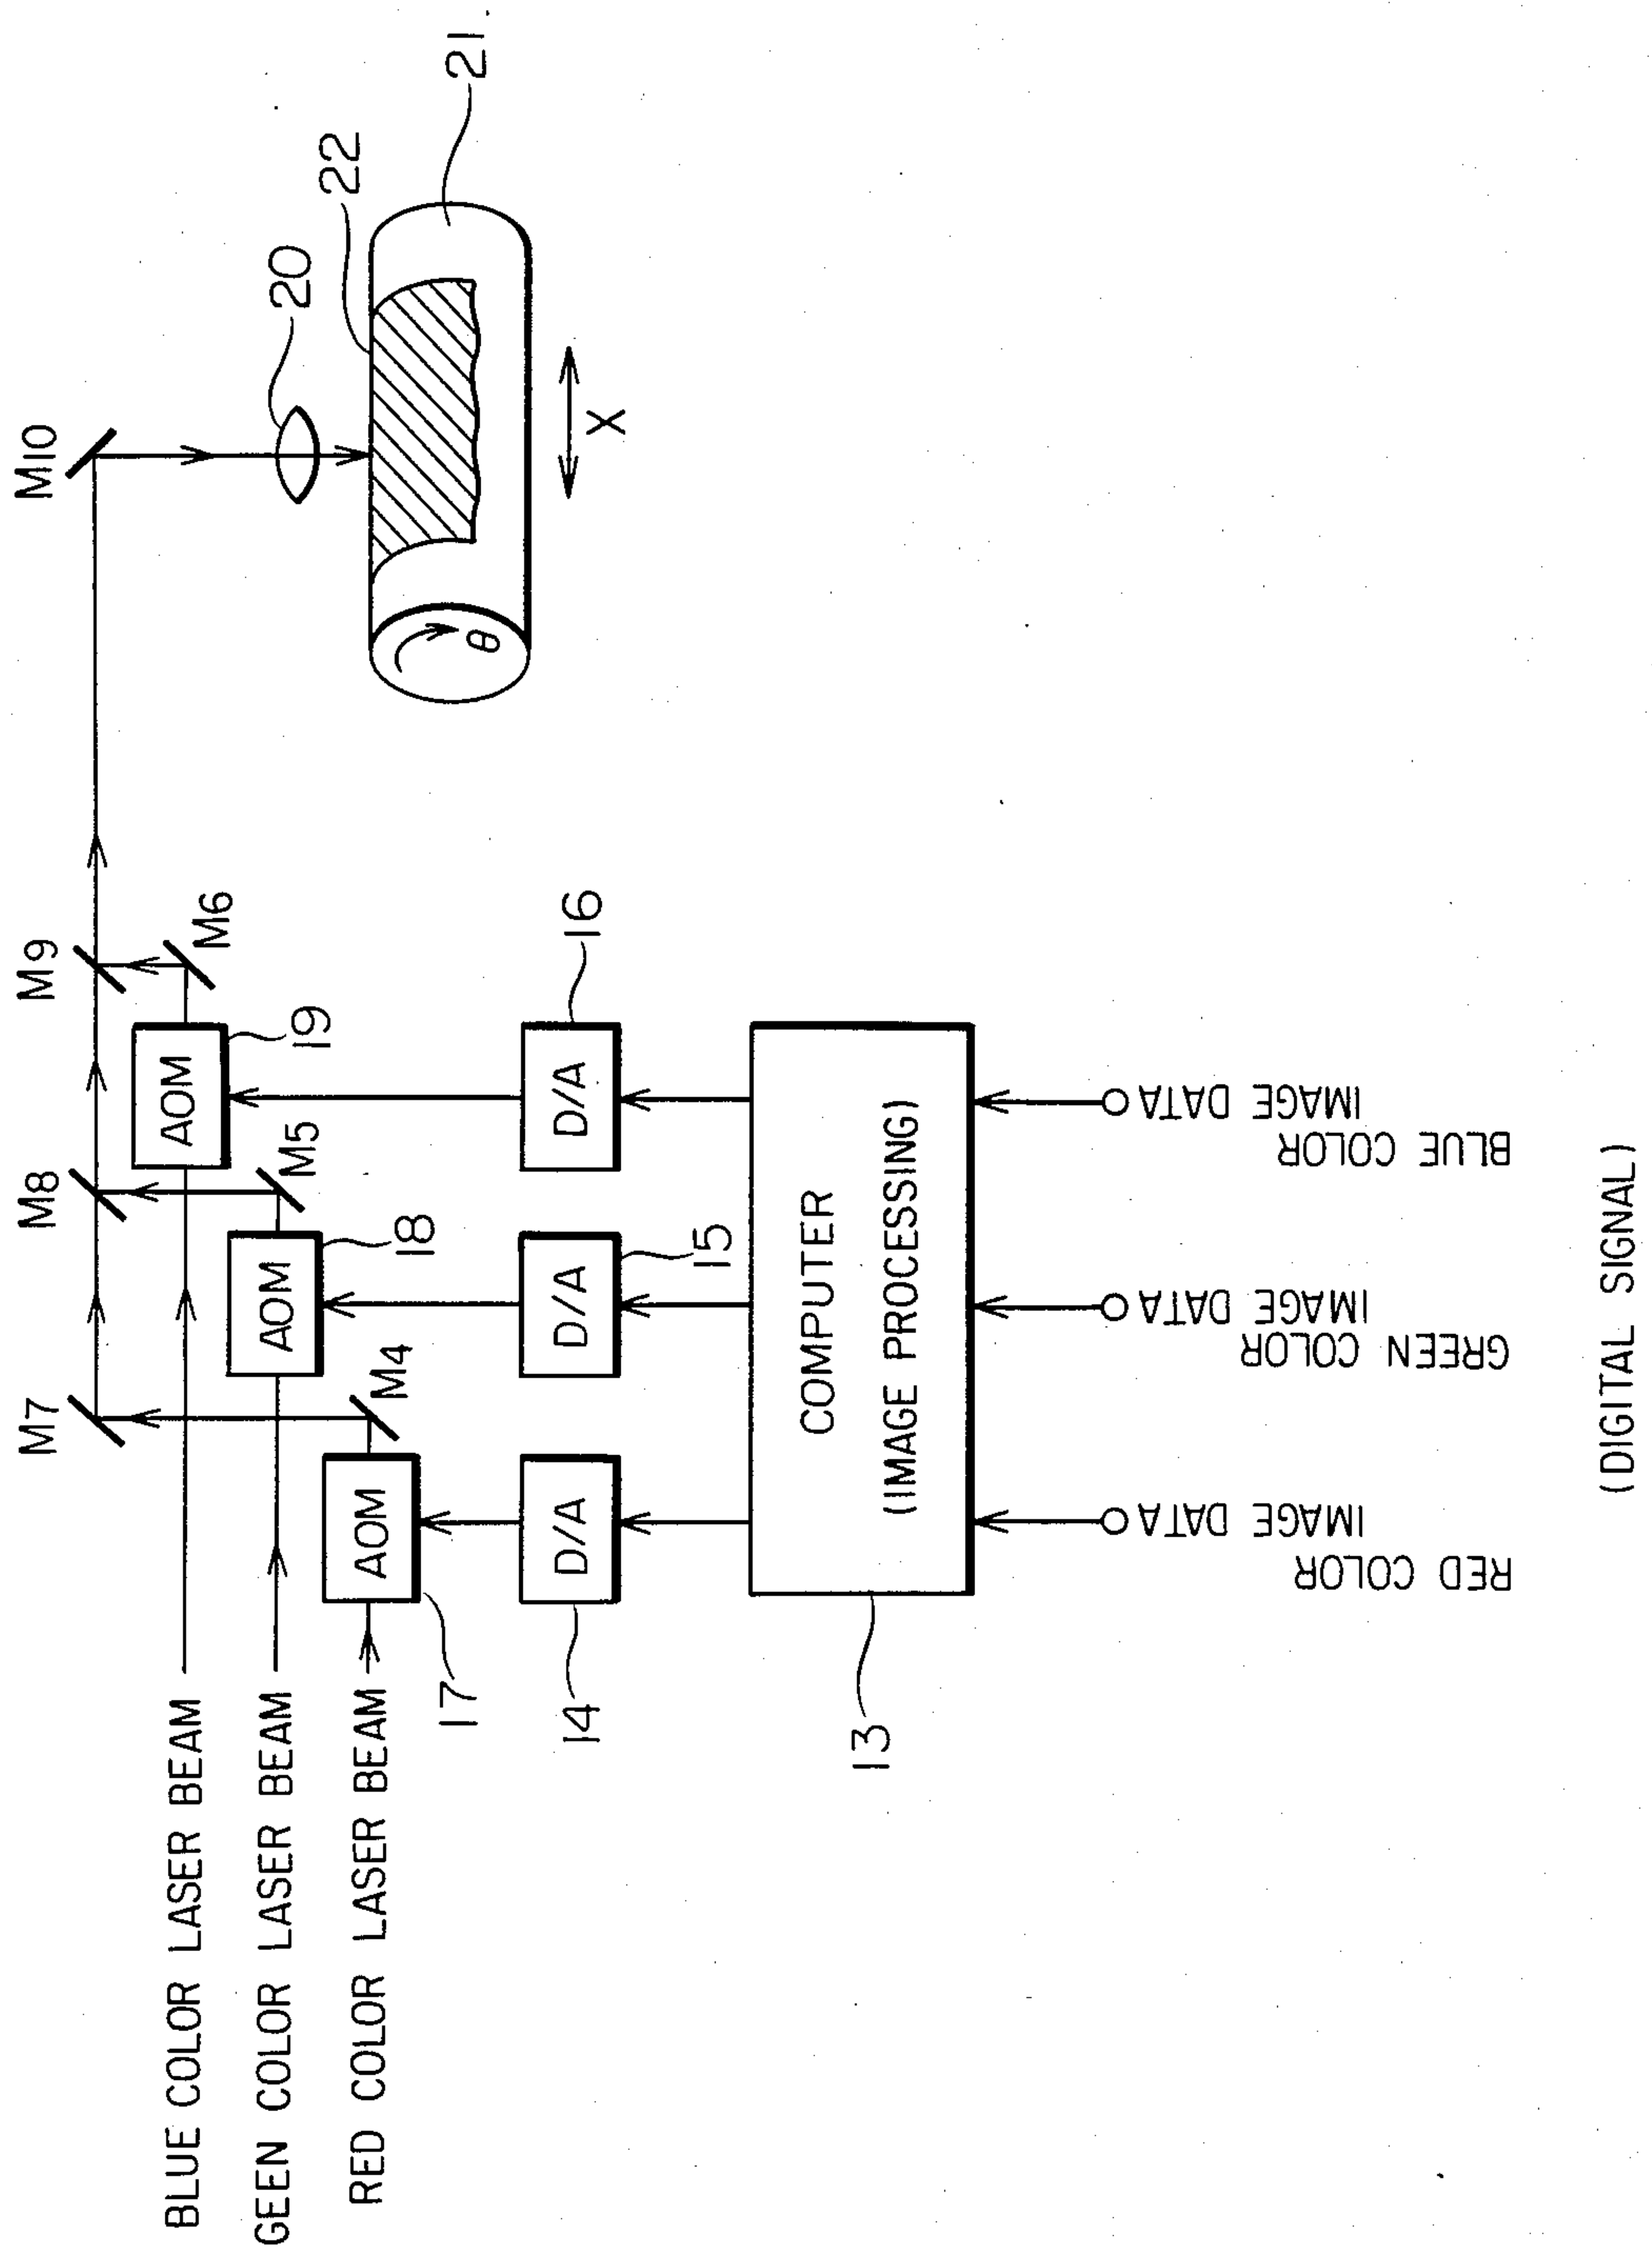 M7
M8
M9
M10
BLUE COLOR LASER BEAM
GEEN COLOR LASER BEAM
RED COLOR LASER BEAM
AOM
19
M6
AOM
18
M5
AOM
17
M4
20
22
21
θ
X
D/A
14
D/A
15
D/A
16
COMPUTER
(IMAGE PROCESSING)
13
RED COLOR
IMAGE DATA
GREEN COLOR
IMAGE DATA
BLUE COLOR
IMAGE DATA
(DIGITAL SIGNAL)